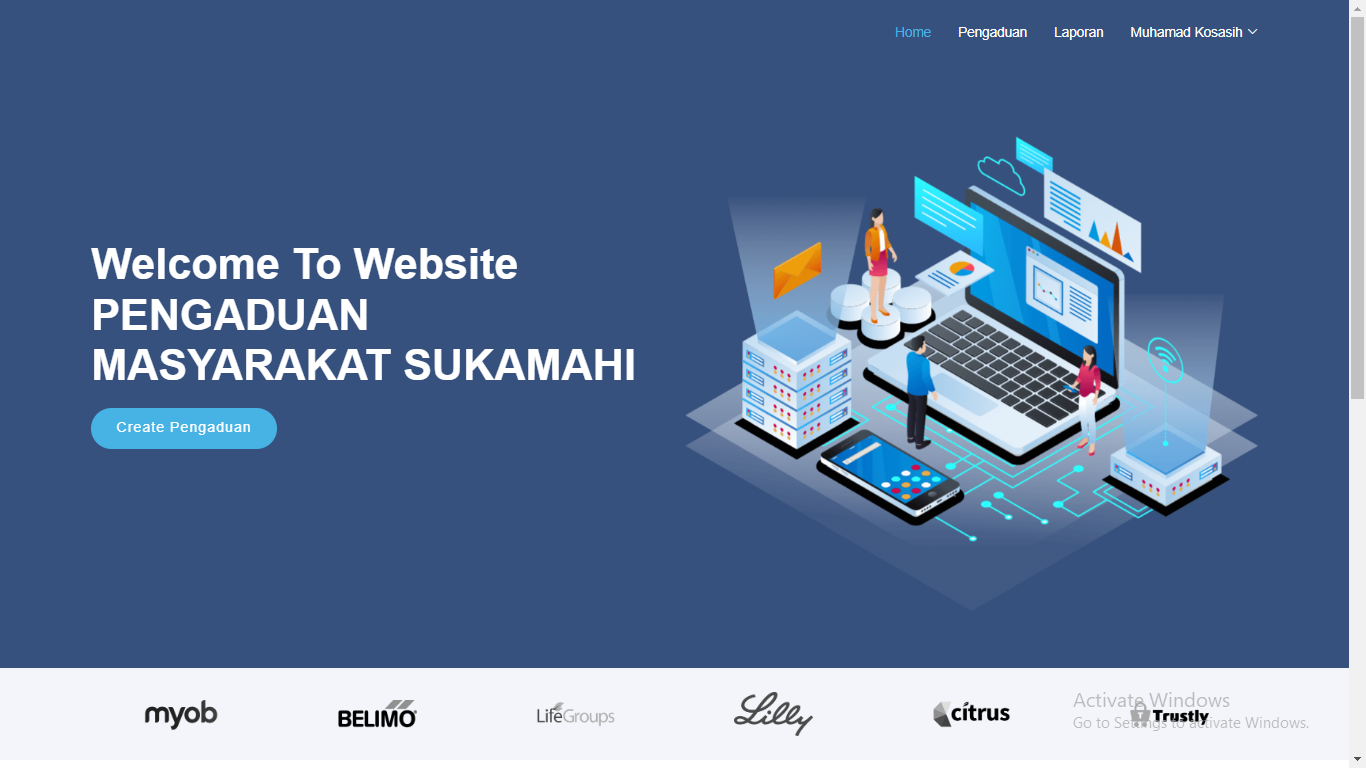 Home Pengaduan Laporan Muhamad Kosasih
Welcome To Website
PENGADUAN
MASYARAKAT SUKAMAHI
Create Pengaduan
myob BELIMO LifeGroups Lilly citrus Trustly
Activate Windows
Go to Settings to activate Windows.